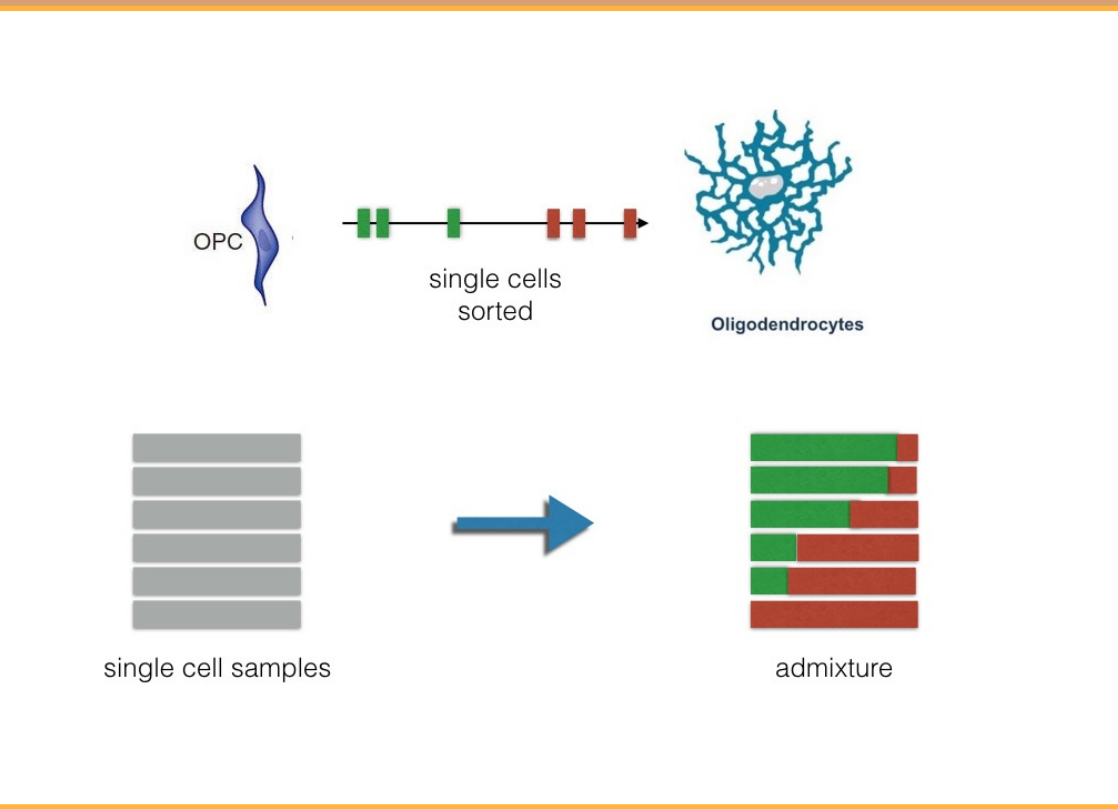 OPC
single cells
sorted
Oligodendrocytes
single cell samples
admixture